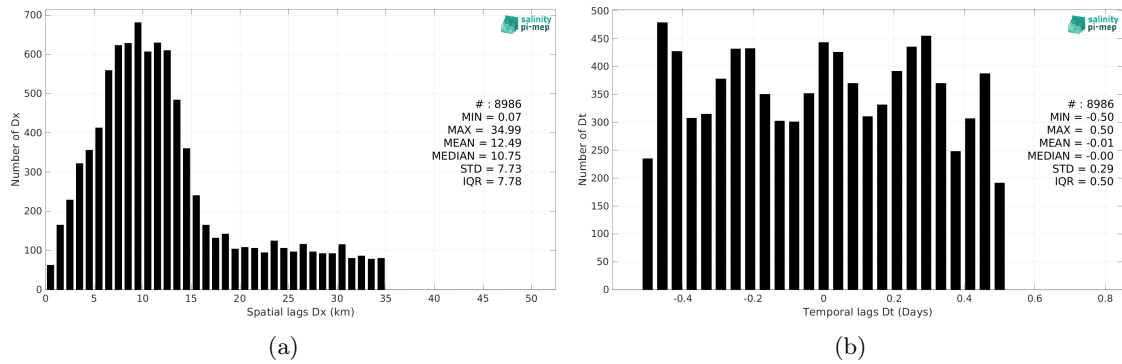 700
600
500
400
300
200
100
0
Number of Dx
salinity
pi-mep
# : 8986
MIN = 0.07
MAX = 34.99
MEAN = 12.49
MEDIAN = 10.75
STD = 7.73
IQR = 7.78
0 5 10 15 20 25 30 35 40 45 50
Spatial lags Dx (km)
(a)
500
450
400
350
300
250
200
150
100
50
0
Number of Dt
salinity
pi-mep
# : 8986
MIN = -0.50
MAX = 0.50
MEAN = -0.01
MEDIAN = -0.00
STD = 0.29
IQR = 0.50
-0.4 -0.2 0 0.2 0.4 0.6 0.8
Temporal lags Dt (Days)
(b)